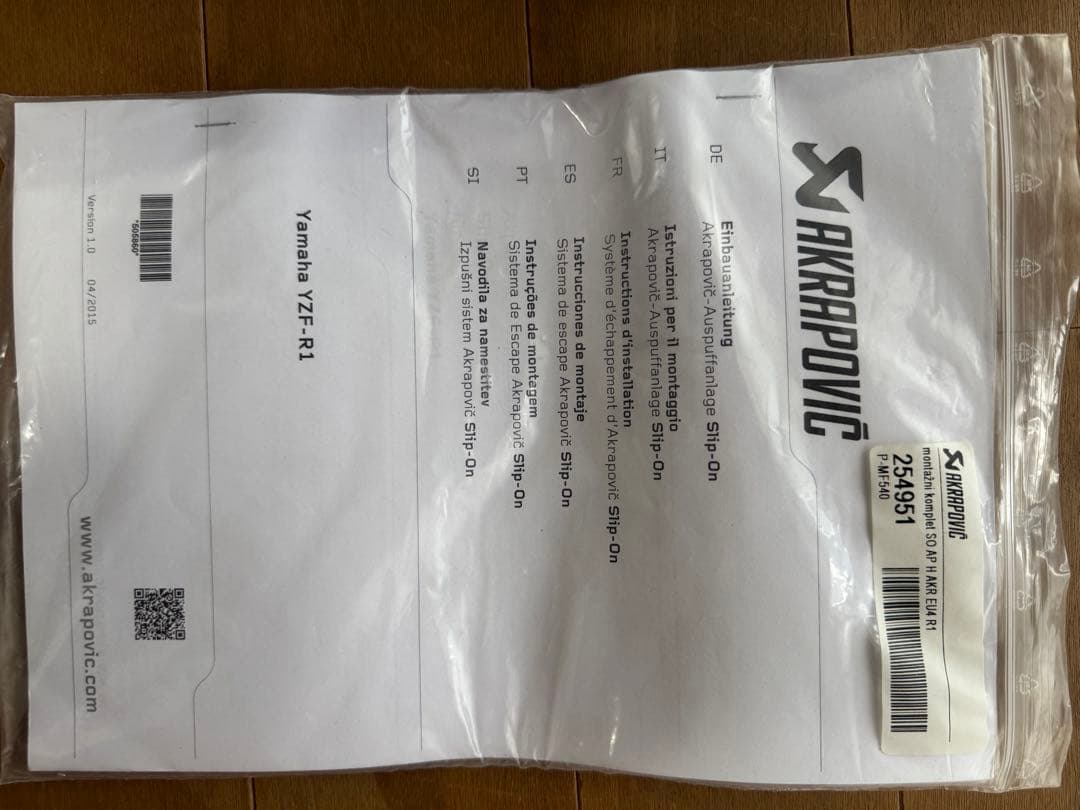 AKRAPOVIČ
AKRAPOVIČ
montažni komplet SO AP H AKR EU4 R1
254951
P-MF540
DE
Einbauanleitung
Akrapovič-Auspuffanlage Slip-On
IT
Istruzioni per il montaggio
Akrapovič-Auspuffanlage Slip-On
FR
Instructions d'installation
Système d'échappement d'Akrapovič Slip-On
ES
Instrucciones de montaje
Sistema de escape Akrapovič Slip-On
PT
Instruções de montagem
Sistema de Escape Akrapovič Slip-On
SI
Navodila za namestitev
Izpušni sistem Akrapovič Slip-On
Yamaha YZF-R1
*505860*
Version 1.0 04/2015
www.akrapovic.com